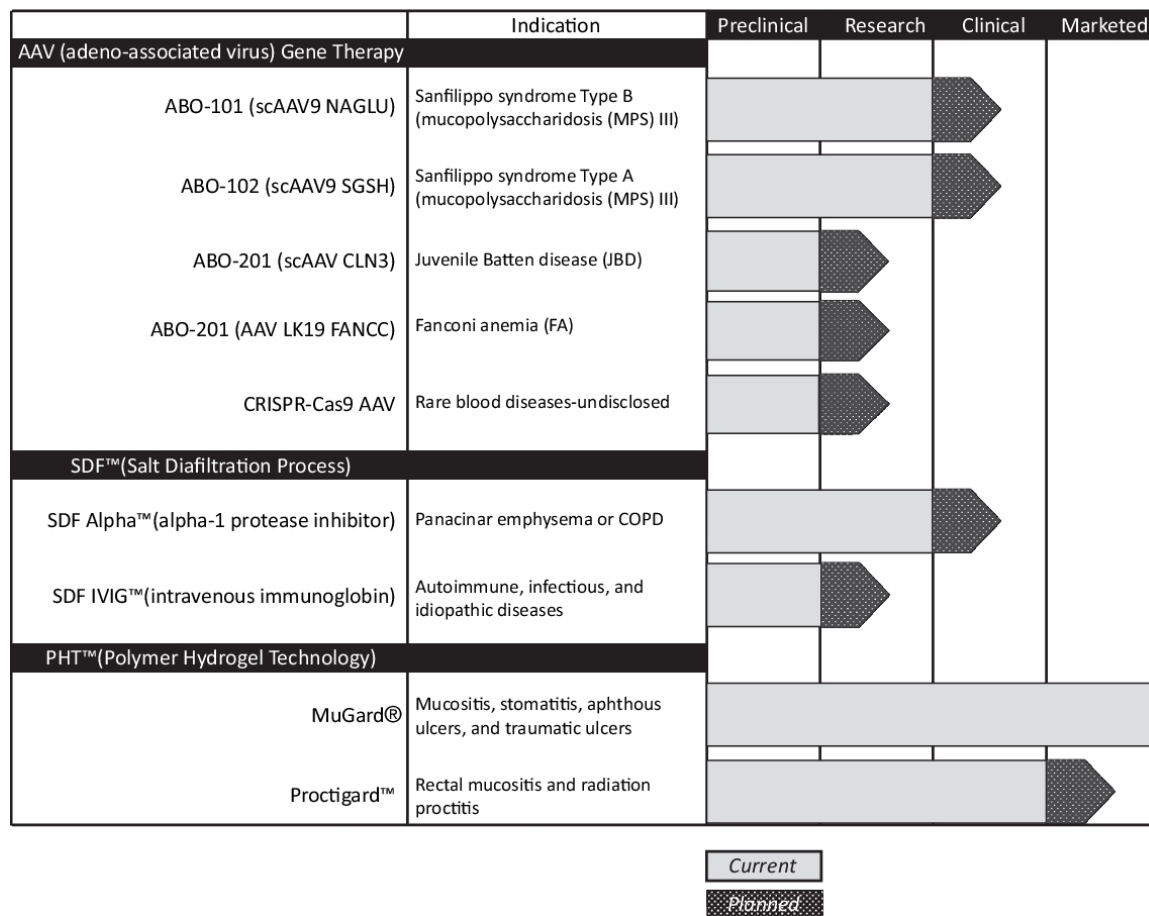 Indication Preclinical Research Clinical Marketed
AAV (adeno-associated virus) Gene Therapy
ABO-101 (scAAV9 NAGLU)
Sanfilippo syndrome Type B
(mucopolysaccharidosis (MPS) III)
ABO-102 (scAAV9 SGSH)
Sanfilippo syndrome Type A
(mucopolysaccharidosis (MPS) III)
ABO-201 (scAAV CLN3)
Juvenile Batten disease (JBD)
ABO-201 (AAV LK19 FANCC)
Fanconi anemia (FA)
CRISPR-Cas9 AAV
Rare blood diseases-undisclosed
SDF™(Salt Diafiltration Process)
SDF Alpha™(alpha-1 protease inhibitor)
Panacinar emphysema or COPD
SDF IVIG™(intravenous immunoglobin)
Autoimmune, infectious, and
idiopathic diseases
PHT™(Polymer Hydrogel Technology)
MuGard®
Mucositis, stomatitis, aphthous
ulcers, and traumatic ulcers
Proctigard™
Rectal mucositis and radiation
proctitis
Current
Planned